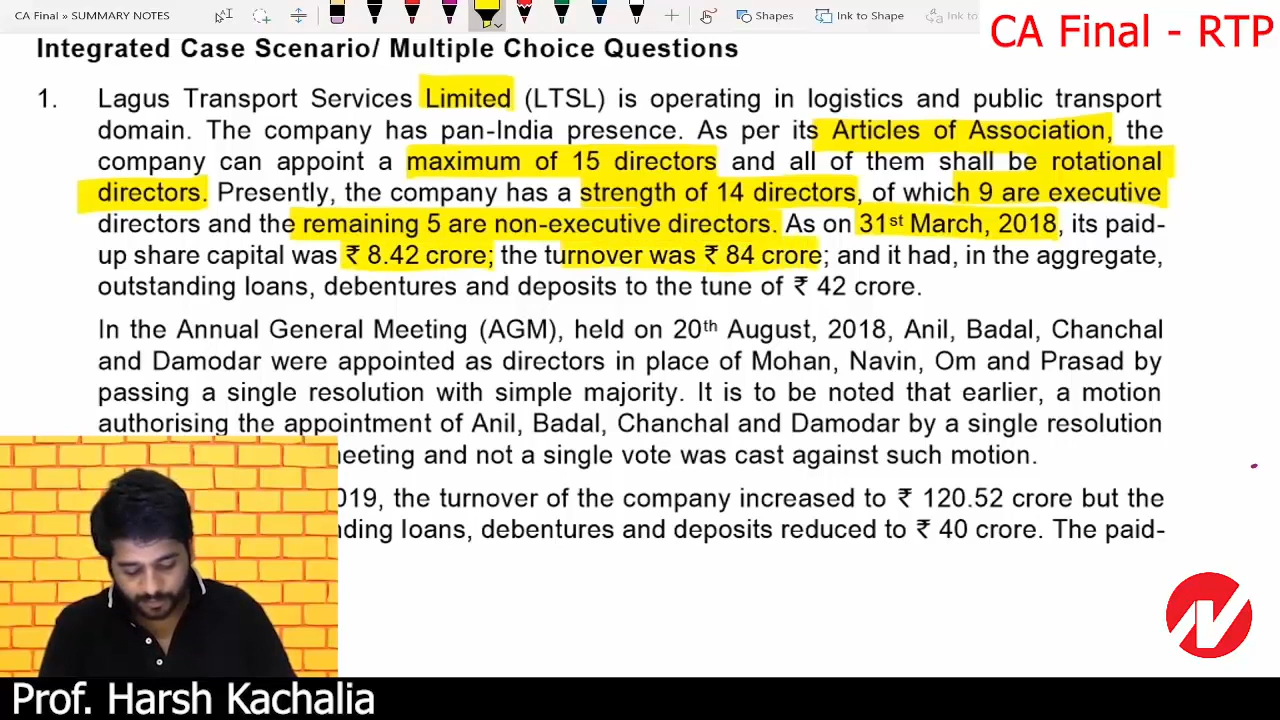 CA Final » SUMMARY NOTES
Shapes
Ink to Shape
Ink to
CA Final - RTP
Integrated Case Scenario/ Multiple Choice Questions
1. Lagus Transport Services Limited (LTSL) is operating in logistics and public transport
domain. The company has pan-India presence. As per its Articles of Association, the
company can appoint a maximum of 15 directors and all of them shall be rotational
directors. Presently, the company has a strength of 14 directors, of which 9 are executive
directors and the remaining 5 are non-executive directors. As on 31st March, 2018, its paid-
up share capital was ₹ 8.42 crore; the turnover was ₹ 84 crore; and it had, in the aggregate,
outstanding loans, debentures and deposits to the tune of ₹ 42 crore.
In the Annual General Meeting (AGM), held on 20th August, 2018, Anil, Badal, Chanchal
and Damodar were appointed as directors in place of Mohan, Navin, Om and Prasad by
passing a single resolution with simple majority. It is to be noted that earlier, a motion
authorising the appointment of Anil, Badal, Chanchal and Damodar by a single resolution
meeting and not a single vote was cast against such motion.
019, the turnover of the company increased to ₹ 120.52 crore but the
ding loans, debentures and deposits reduced to ₹ 40 crore. The paid-
Prof. Harsh Kachalia